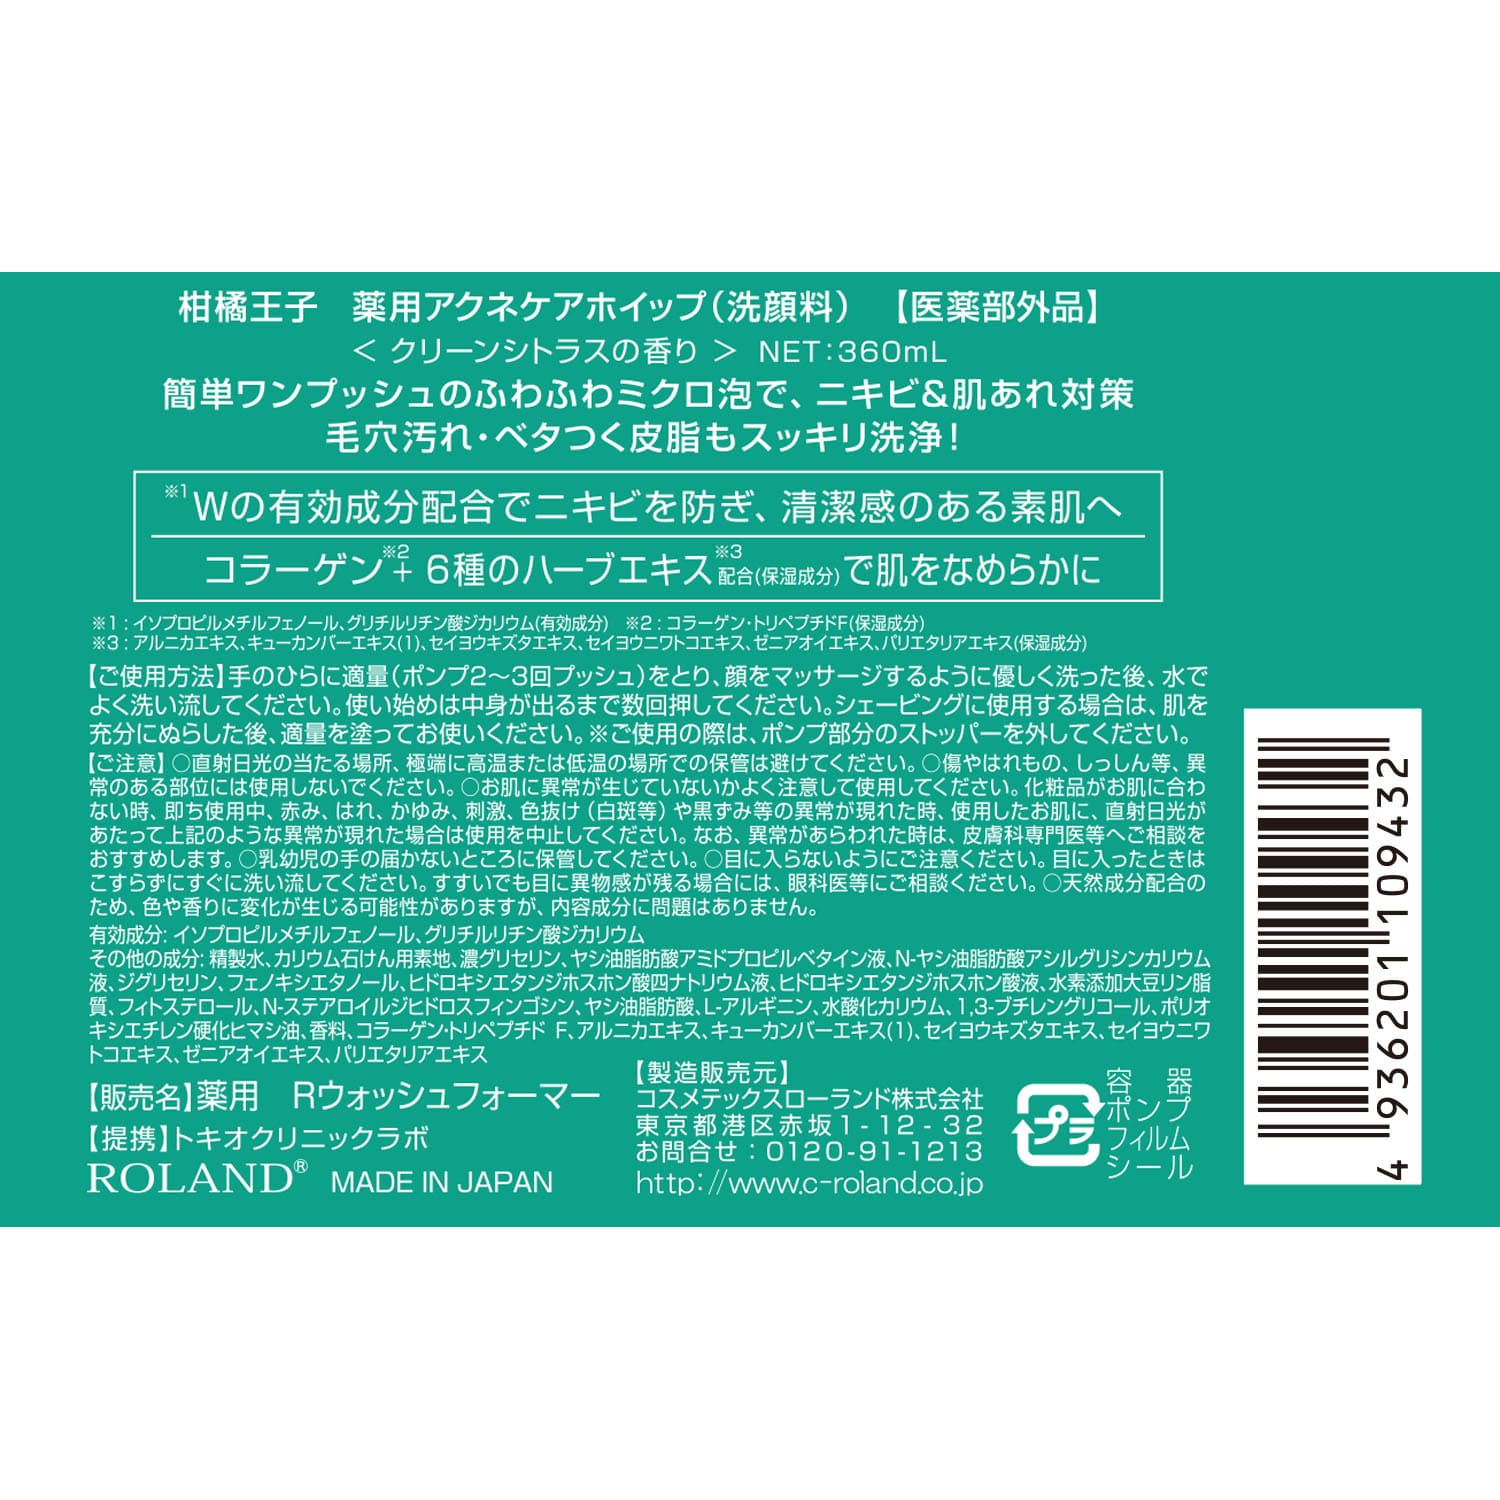 柑橘王子　薬用アクネケアホイップ（洗顔料）【医薬部外品】
＜ クリーンシトラスの香り ＞ NET：360mL
簡単ワンプッシュのふわふわミクロ泡で、ニキビ＆肌あれ対策
毛穴汚れ・ベタつく皮脂もスッキリ洗浄！
※1 Wの有効成分配合でニキビを防ぎ、清潔感のある素肌へ
コラーゲン※2＋6種のハーブエキス※3配合(保湿成分)で肌をなめらかに
※1：イソプロピルメチルフェノール、グリチルリチン酸ジカリウム(有効成分)　※2：コラーゲン・トリペプチドF(保湿成分)
※3：アルニカエキス、キューカンバーエキス(1)、セイヨウキズタエキス、セイヨウニワトコエキス、ゼニアオイエキス、パリエタリアエキス(保湿成分)
【ご使用方法】手のひらに適量（ポンプ2～3回プッシュ）をとり、顔をマッサージするように優しく洗った後、水で
よく洗い流してください。使い始めは中身が出るまで数回押してください。シェービングに使用する場合は、肌を
充分にぬらした後、適量を塗ってお使いください。※ご使用の際は、ポンプ部分のストッパーを外してください。
【ご注意】○直射日光の当たる場所、極端に高温または低温の場所での保管は避けてください。○傷やはれもの、しっしん等、異
常のある部位には使用しないでください。○お肌に異常が生じていないかよく注意して使用してください。化粧品がお肌に合わ
ない時、即ち使用中、赤み、はれ、かゆみ、刺激、色抜け（白斑等）や黒ずみ等の異常が現れた時、使用したお肌に、直射日光が
あたって上記のような異常が現れた場合は使用を中止してください。なお、異常があらわれた時は、皮膚科専門医等へご相談を
おすすめします。○乳幼児の手の届かないところに保管してください。○目に入らないようにご注意ください。目に入ったときは
こすらずにすぐに洗い流してください。すすいでも目に異物感が残る場合には、眼科医等にご相談ください。○天然成分配合の
ため、色や香りに変化が生じる可能性がありますが、内容成分に問題はありません。
有効成分: イソプロピルメチルフェノール、グリチルリチン酸ジカリウム
その他の成分: 精製水、カリウム石けん用素地、濃グリセリン、ヤシ油脂肪酸アミドプロピルベタイン液、N-ヤシ油脂肪酸アシルグリシンカリウム
液、ジグリセリン、フェノキシエタノール、ヒドロキシエタンジホスホン酸四ナトリウム液、ヒドロキシエタンジホスホン酸液、水素添加大豆リン脂
質、フィトステロール、N-ステアロイルジヒドロスフィンゴシン、ヤシ油脂肪酸、L-アルギニン、水酸化カリウム、1,3-ブチレングリコール、ポリオ
キシエチレン硬化ヒマシ油、香料、コラーゲン・トリペプチド F、アルニカエキス、キューカンバーエキス(1)、セイヨウキズタエキス、セイヨウニワ
トコエキス、ゼニアオイエキス、パリエタリアエキス
【販売名】薬用　Rウォッシュフォーマー
【提携】トキオクリニックラボ
ROLAND® MADE IN JAPAN
【製造販売元】
コスメテックスローランド株式会社
東京都港区赤坂1-12-32
お問合せ：0120-91-1213
http://www.c-roland.co.jp
プラ
容器
ポンプ
フィルム
シール
4 936201 109432